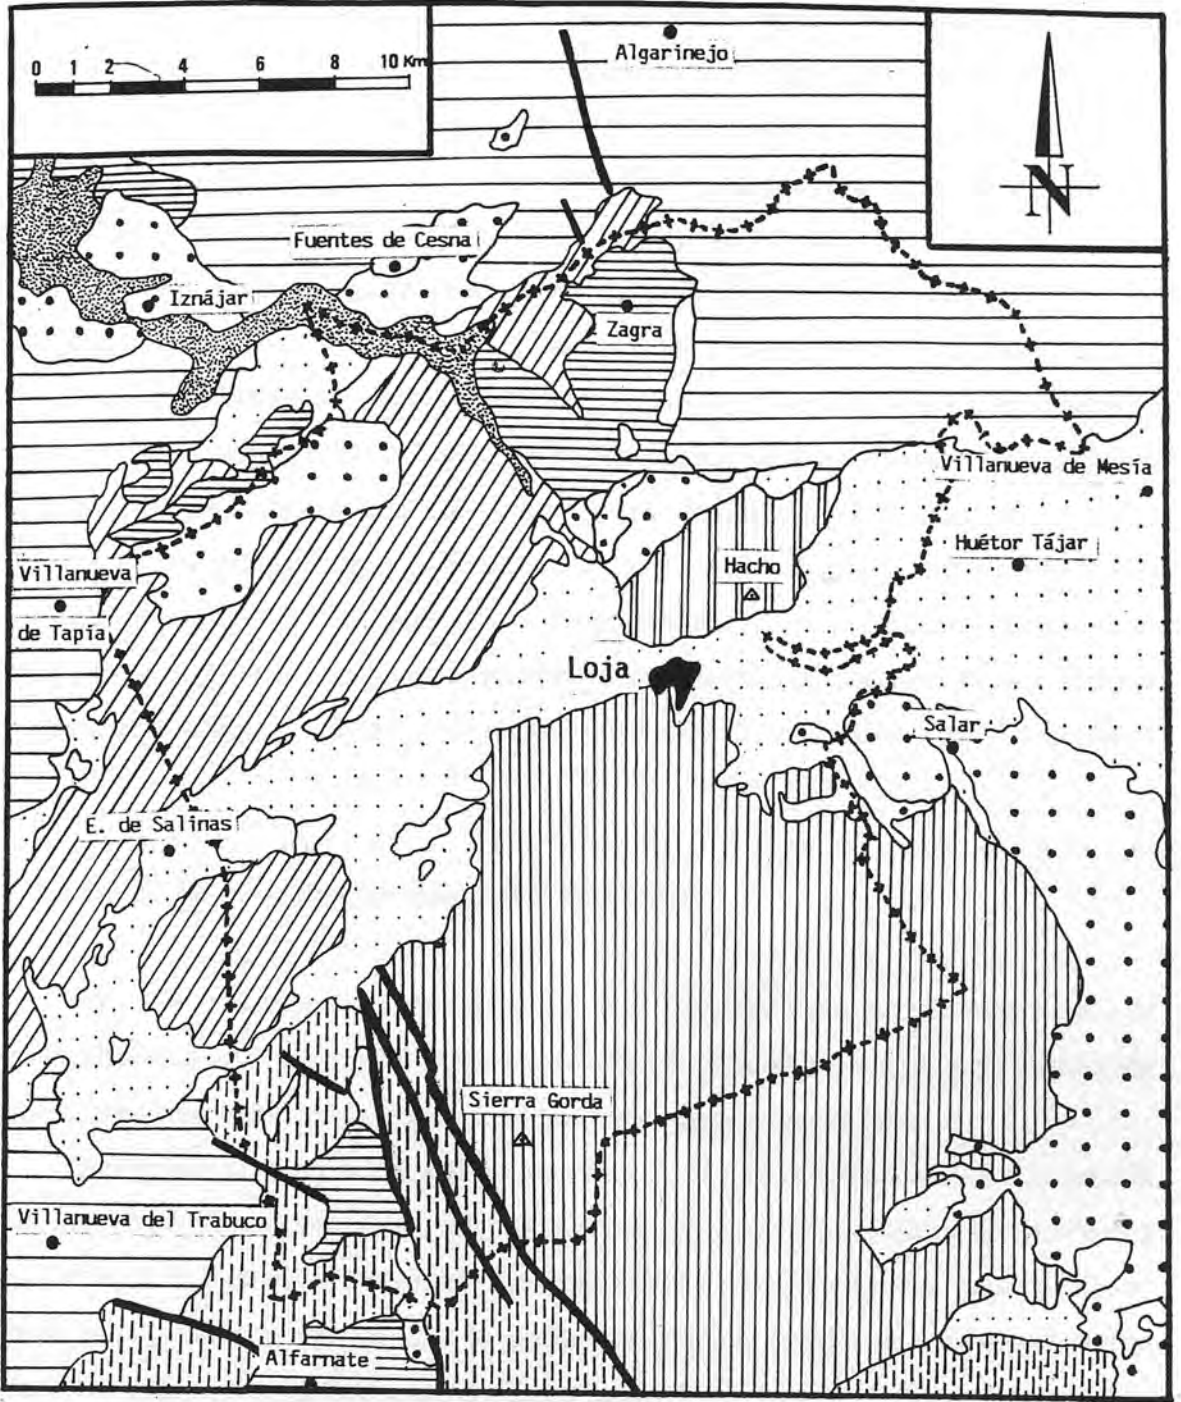 Algarinejo
0 1 2 4 6 8 10 Km
N
Fuentes de Cesna
Iznájar
Zagra
Villanueva de Mesía
Huétor Tájar
Hacho
Villanueva
de Tapia
Loja
Salar
E. de Salinas
Sierra Gorda
Villanueva del Trabuco
Alfarnate